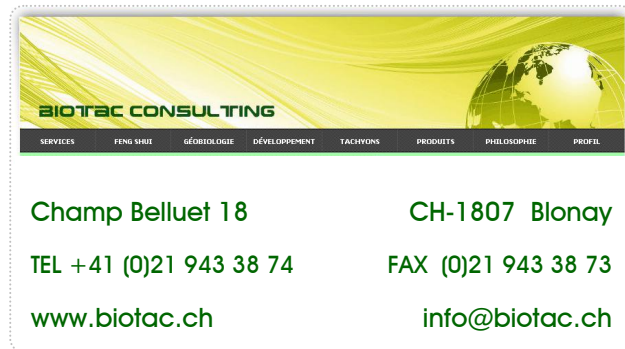 BIOTAC CONSULTING
SERVICES FENG SHUI GÉOBIOLOGIE DÉVELOPPEMENT TACHYONS PRODUITS PHILOSOPHIE PROFIL
Champ Belluet 18 CH-1807 Blonay
TEL +41 (0)21 943 38 74 FAX (0)21 943 38 73
www.biotac.ch info@biotac.ch